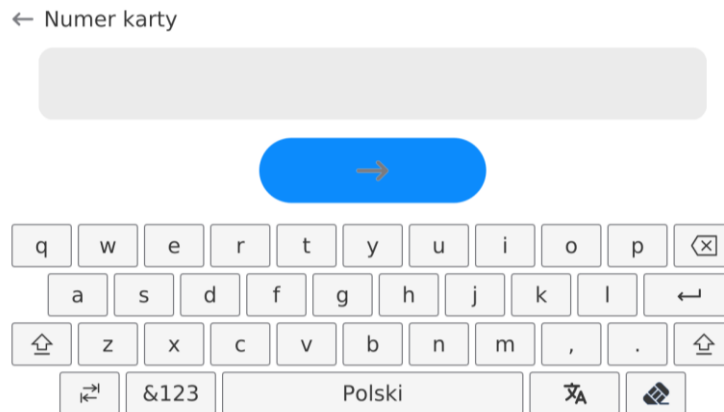 Numer karty
q w e r t y u i o p
a s d f g h j k l
z x c v b n m , .
&123 Polski